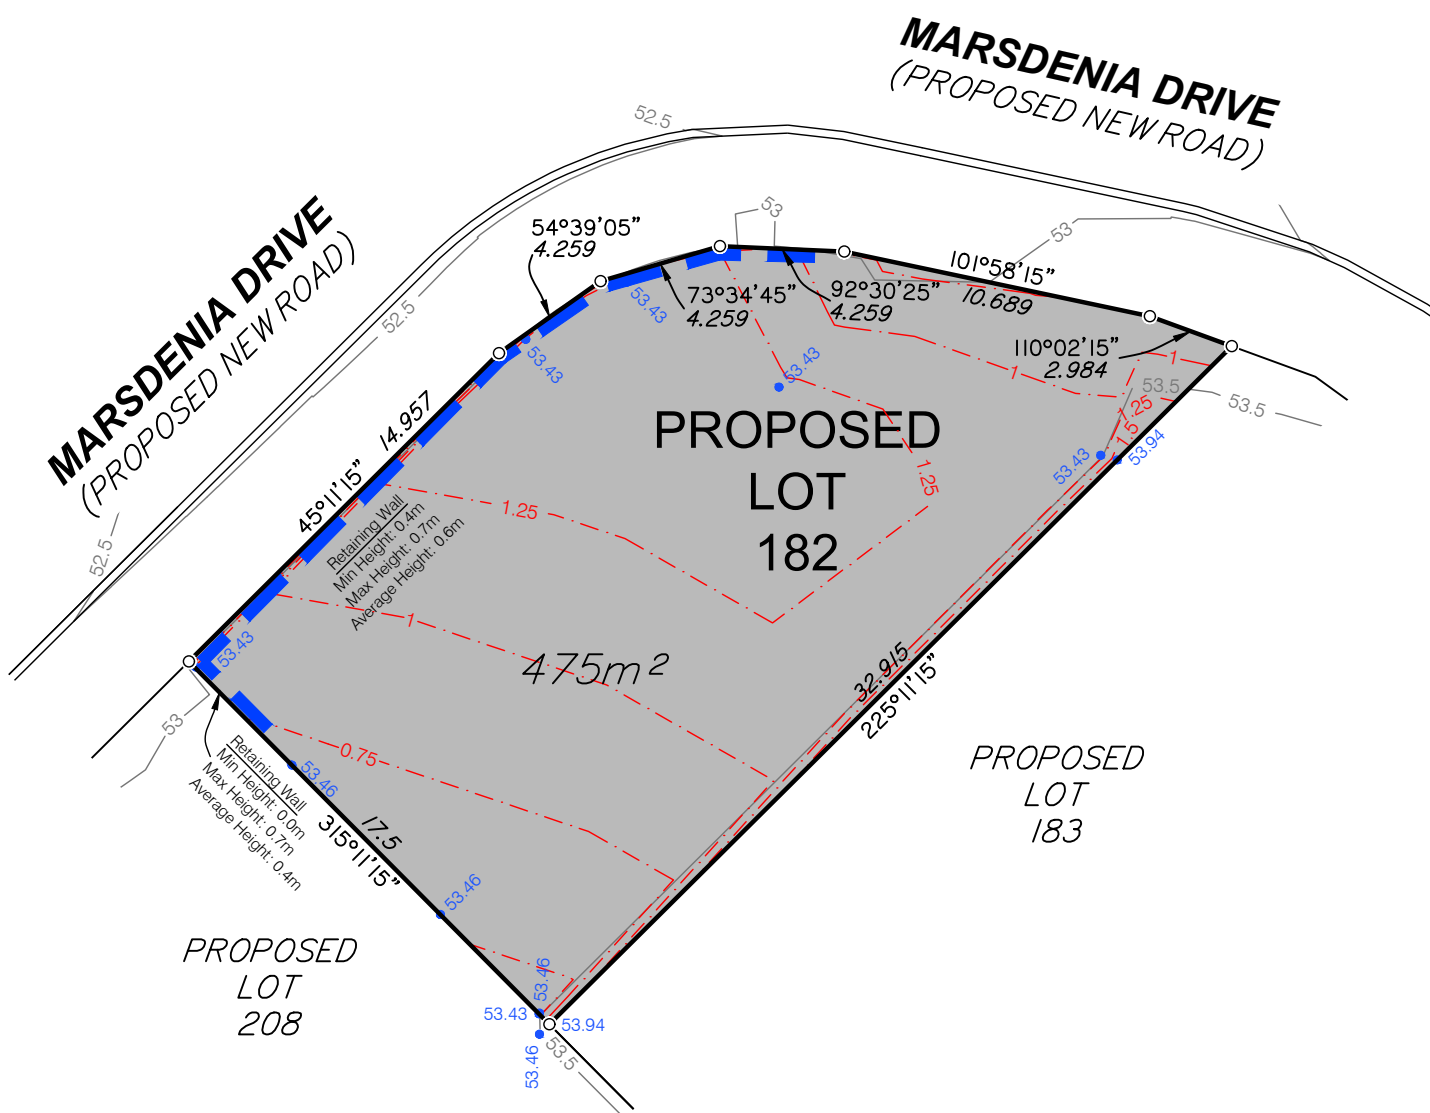 MARSDENIA DRIVE
(PROPOSED NEW ROAD)
MARSDENIA DRIVE
(PROPOSED NEW ROAD)
52.5
53
53
52.5
52.5
53
54°39'05"
4.259
73°34'45"
4.259
92°30'25"
4.259
101°58'15"
10.689
110°02'15"
2.984
53.43
53.43
53.43
1
1
53.5
53.5
1.25
1.5
53.43
53.94
14.957
45°11'15"
PROPOSED
LOT
182
1.25
1.25
Retaining Wall
Min Height: 0.4m
Max Height: 0.7m
Average Height: 0.6m
1
53.43
475m²
32.915
225°11'15"
0.75
Retaining Wall
Min Height: 0.0m
Max Height: 0.7m
Average Height: 0.4m
53.46
17.5
315°11'15"
53.46
PROPOSED
LOT
183
PROPOSED
LOT
208
53.46
53.43
53.94
53.46
53.5